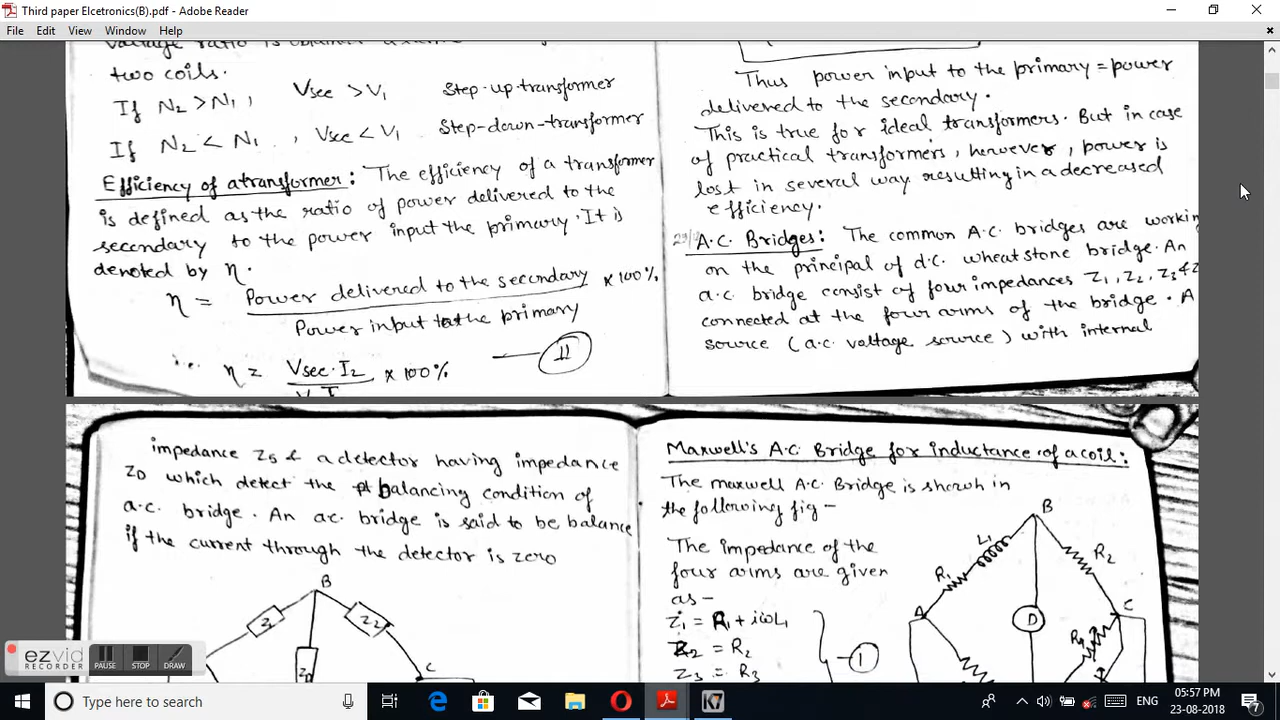 Third paper Elcetronics(B).pdf - Adobe Reader
File Edit View Window Help
voltage ratio is
two coils.
If N2 > N1, Vsec > V1 Step-up-transformer
If N2 < N1, Vsec < V1 Step-down-transformer
Efficiency of a transformer: The efficiency of a transformer
is defined as the ratio of power delivered to the
secondary to the power input the primary. It is
denoted by η.
η = Power delivered to the secondary × 100%
Power input to the primary
i.e. η = Vsec·I2 × 100% — 11
Thus power input to the primary = power
delivered to the secondary.
This is true for ideal transformers. But in case
of practical transformers, however, power is
lost in several way resulting in a decreased
efficiency.
A.C. Bridges: The common A.C. bridges are workin
on the principal of d.C. wheatstone bridge. An
a.c. bridge consist of four impedances Z1, Z2, Z3 & Z
connected at the four arms of the bridge. A
source (a.c. voltage source) with internal
impedance ZS & a detector having impedance
ZD which detect the balancing condition of
a.c. bridge. An ac. bridge is said to be balance
if the current through the detector is zero
B
Z1 Z2
ZD
C
Maxwell's A.C. Bridge for inductance of a coil:
The maxwell A.C. Bridge is shown in
the following fig-
B
The impedance of the
four arms are given
as-
L1
R1 R2
A C
D
R4
Z1 = R1 + iωL1
Z2 = R2
Z3 = R3
— 1
ezvid
RECORDER
PAUSE STOP DRAW
Type here to search
ENG
05:57 PM
23-08-2018
7